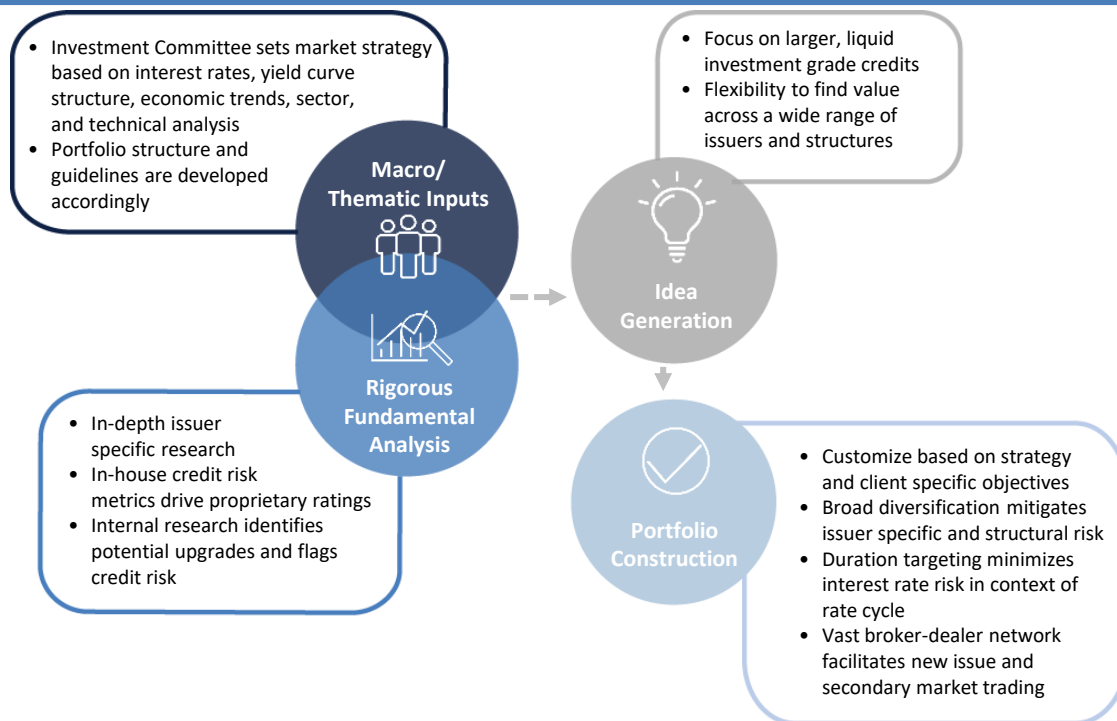 • Investment Committee sets market strategy
based on interest rates, yield curve
structure, economic trends, sector,
and technical analysis
• Portfolio structure and
guidelines are developed
accordingly
Macro/
Thematic Inputs
Rigorous
Fundamental
Analysis
• In-depth issuer
specific research
• In-house credit risk
metrics drive proprietary ratings
• Internal research identifies
potential upgrades and flags
credit risk
• Focus on larger, liquid
investment grade credits
• Flexibility to find value
across a wide range of
issuers and structures
Idea
Generation
Portfolio
Construction
• Customize based on strategy
and client specific objectives
• Broad diversification mitigates
issuer specific and structural risk
• Duration targeting minimizes
interest rate risk in context of
rate cycle
• Vast broker-dealer network
facilitates new issue and
secondary market trading